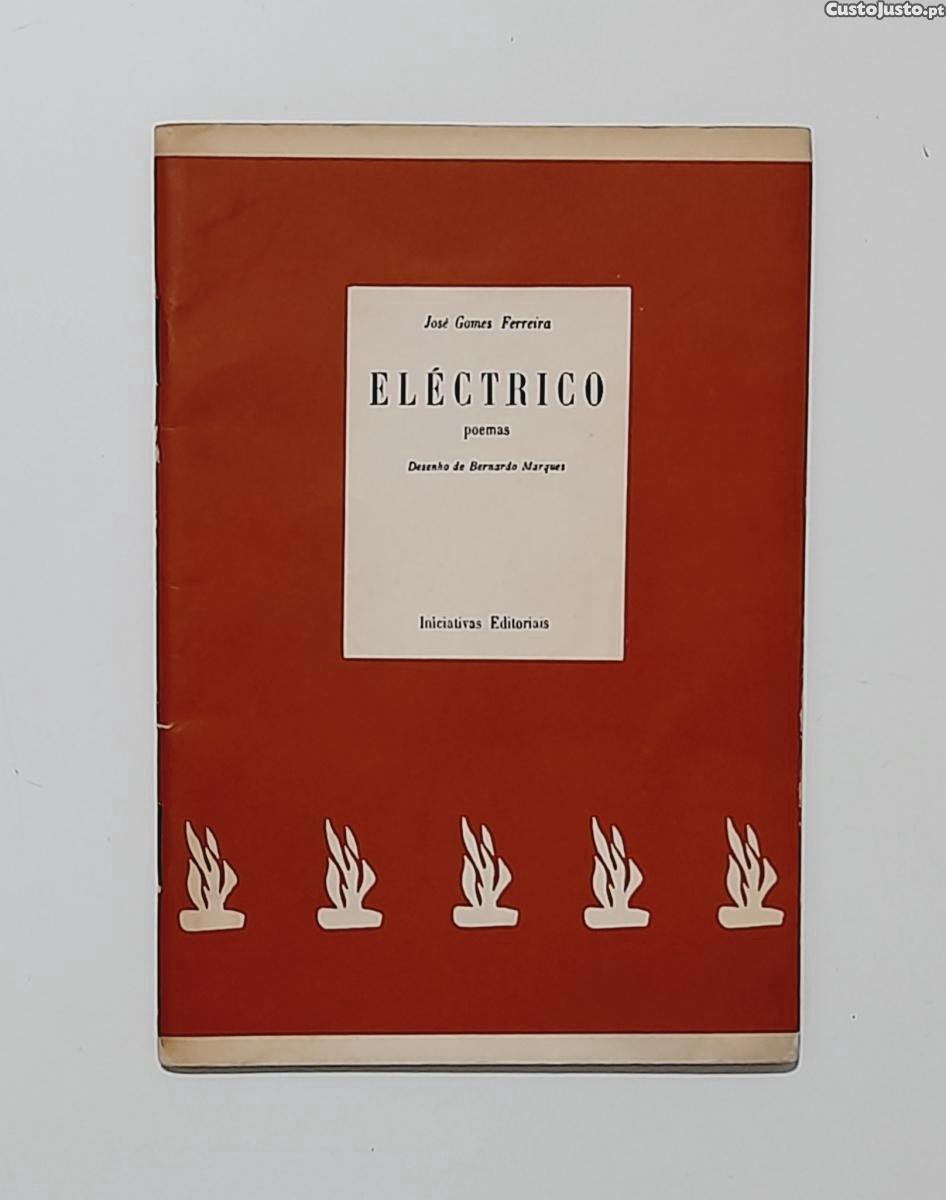 CustoJusto.pt
José Gomes Ferreira
ELÉCTRICO
poemas
Desenho de Bernardo Marques
Iniciativas Editoriais